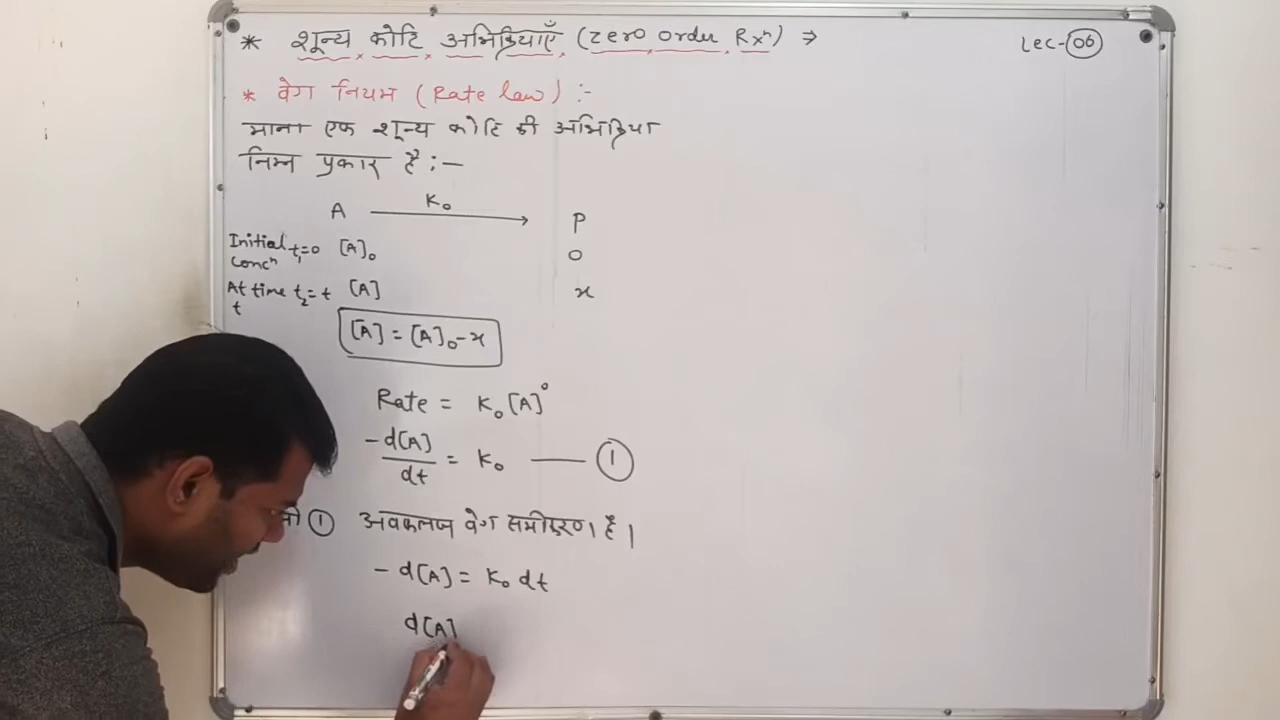 * शून्य कोटि अभिक्रियाएँ (Zero order Rxⁿ) ⇒
Lec-06
* वेग नियम (Rate law) :-
माना एक शून्य कोटि की अभिक्रिया
निम्न प्रकार है :-
A K₀ → P
Initial concⁿ t₁=0 [A]₀ 0
At time t t₂=t [A] x
[A] = [A]₀-x
Rate = K₀ [A]⁰
-d[A]/dt = K₀ —— ①
① अवकलज वेग समीकरण है।
- d[A] = K₀ dt
d[A]